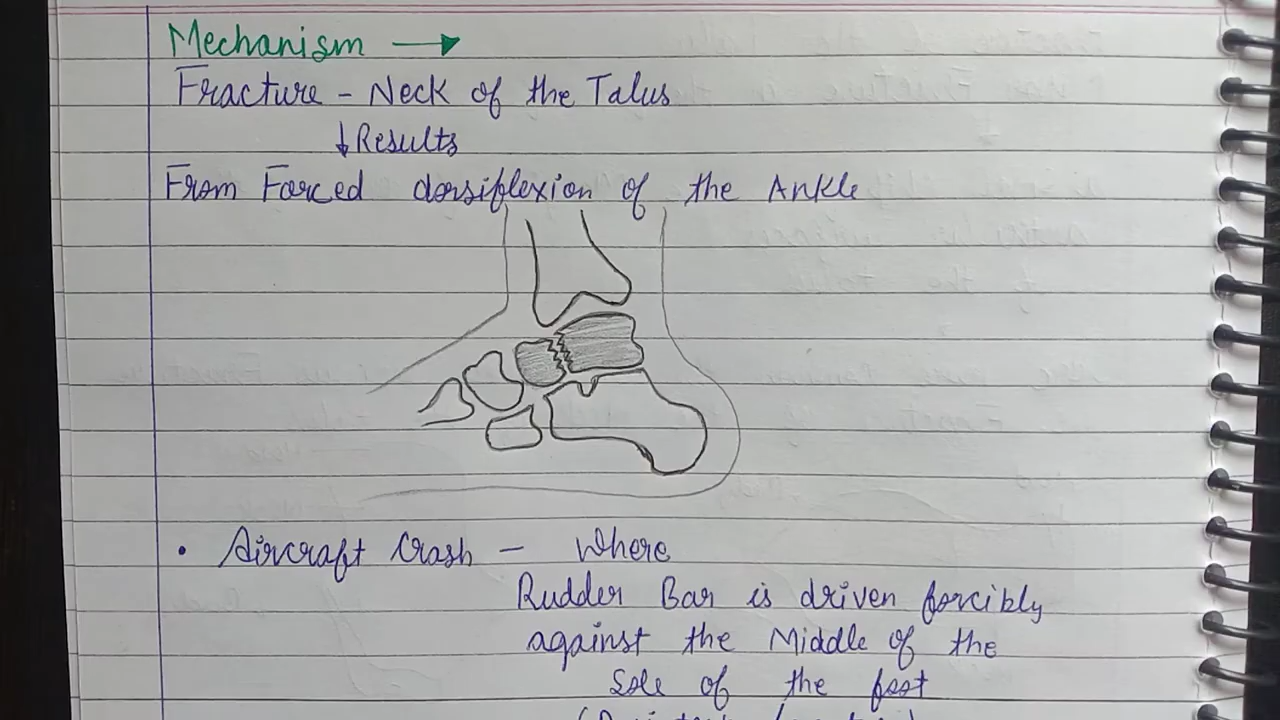 Mechanism →
Fracture - Neck of the Talus
↓ Results
From Forced dorsiflexion of the Ankle
• Aircraft Crash - Where
Rudder Bar is driven forcibly
against the Middle of the
Sole of the foot